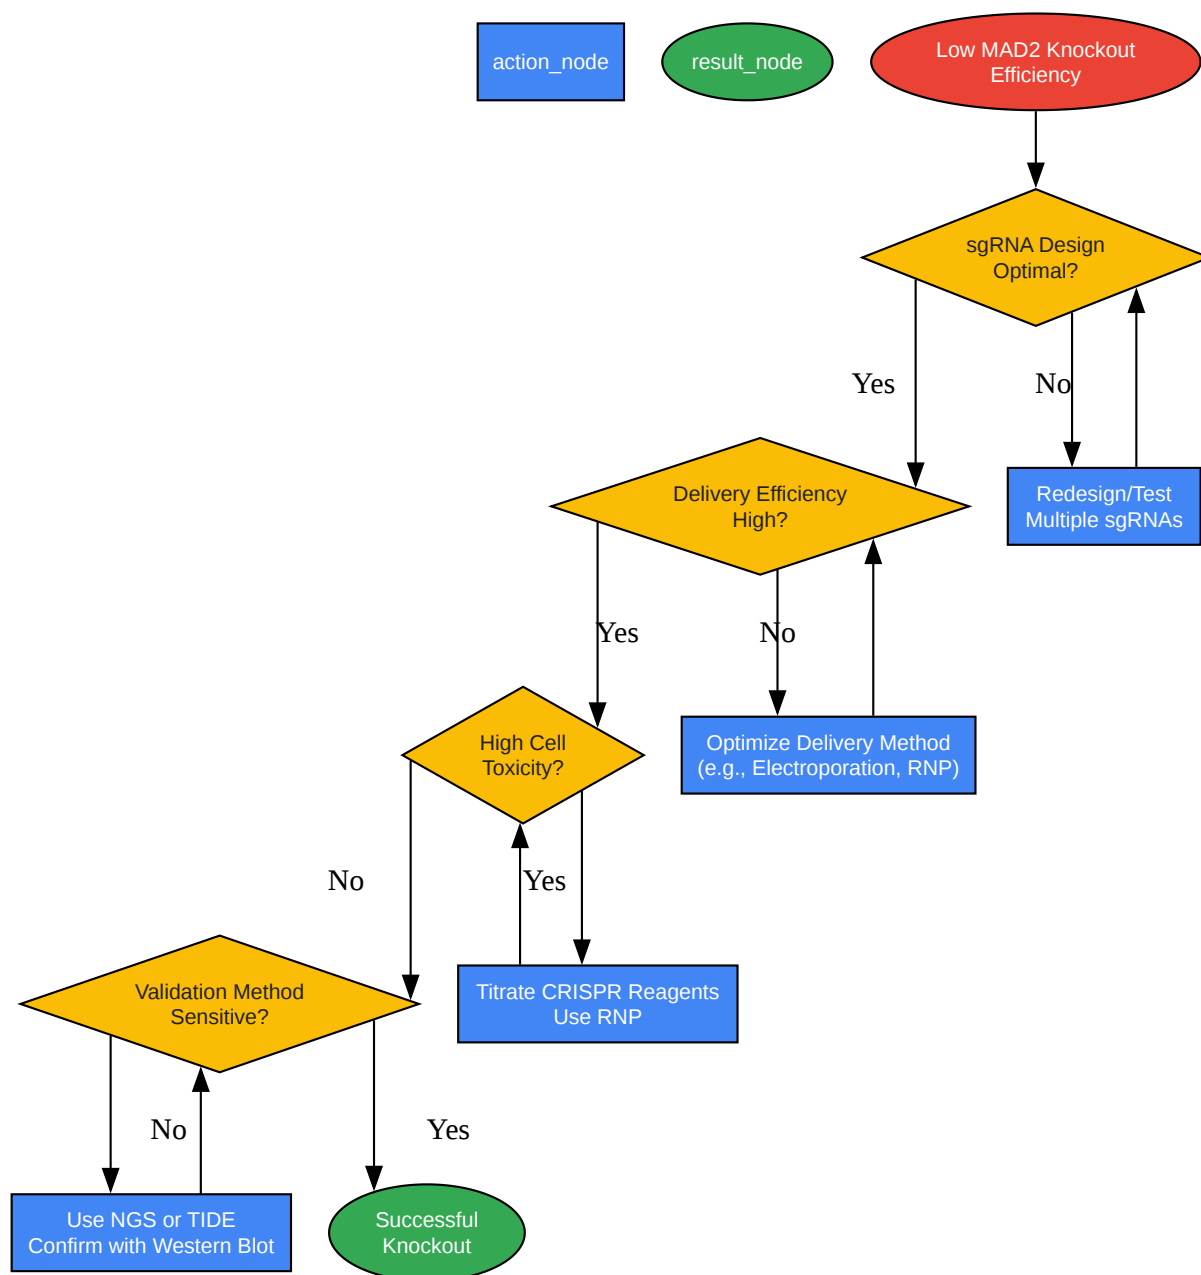 action_node
result_node
Low MAD2 Knockout
Efficiency
sgRNA Design
Optimal?
Yes
No
Delivery Efficiency
High?
Redesign/Test
Multiple sgRNAs
Yes
No
High Cell
Toxicity?
Optimize Delivery Method
(e.g., Electroporation, RNP)
No
Yes
Validation Method
Sensitive?
Titrate CRISPR Reagents
Use RNP
No
Yes
Use NGS or TIDE
Confirm with Western Blot
Successful
Knockout